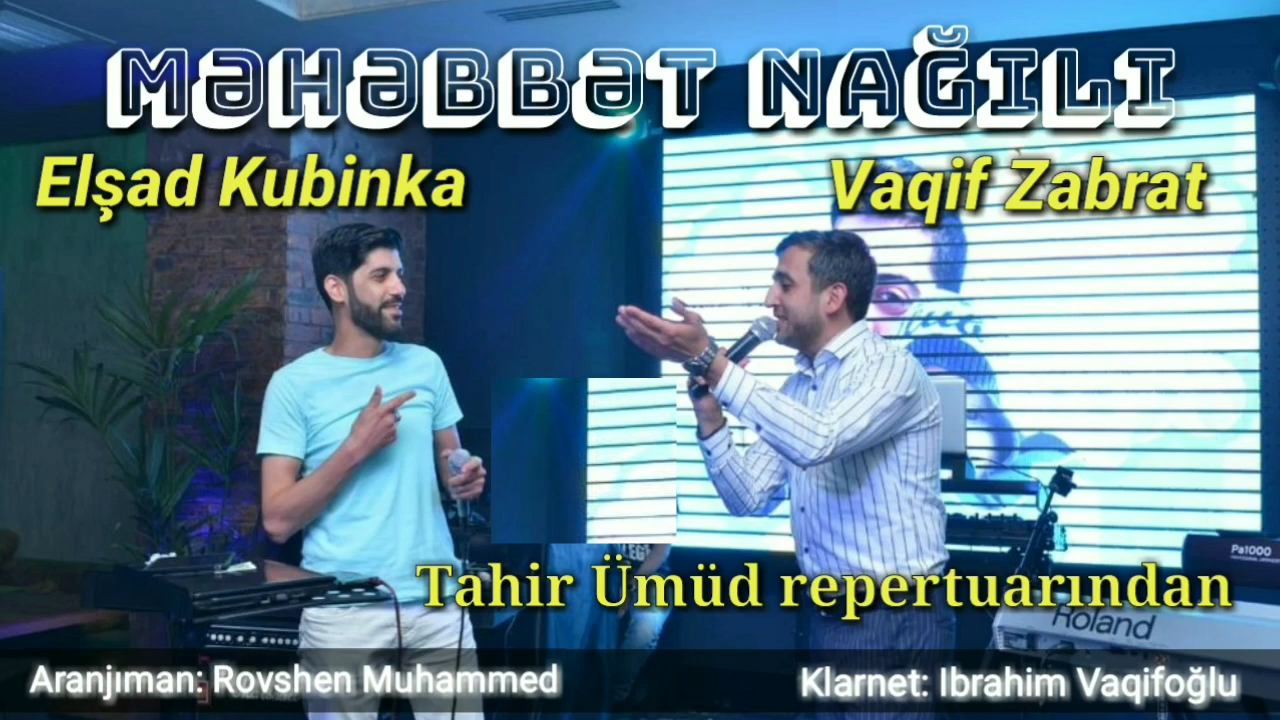 MƏHƏBBƏT NAĞILI
Elşad Kubinka
Vaqif Zabrat
Pa1000
Tahir Ümüd repertuarından
Roland
Aranjıman: Rovshen Muhammed
Klarnet: Ibrahim Vaqifoğlu